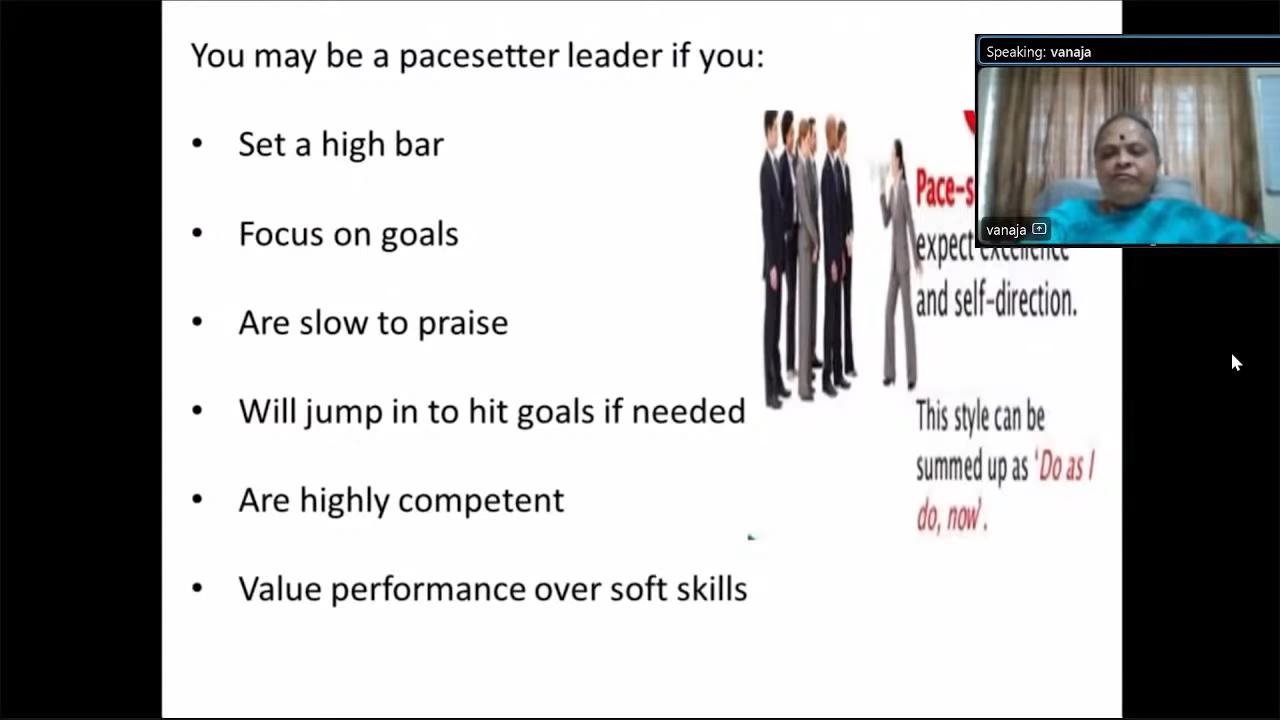 You may be a pacesetter leader if you:
• Set a high bar
• Focus on goals
• Are slow to praise
• Will jump in to hit goals if needed
• Are highly competent
• Value performance over soft skills
Pace-s
expect excellence
and self-direction.
This style can be
summed up as 'Do as I
do, now'.
Speaking: vanaja
vanaja